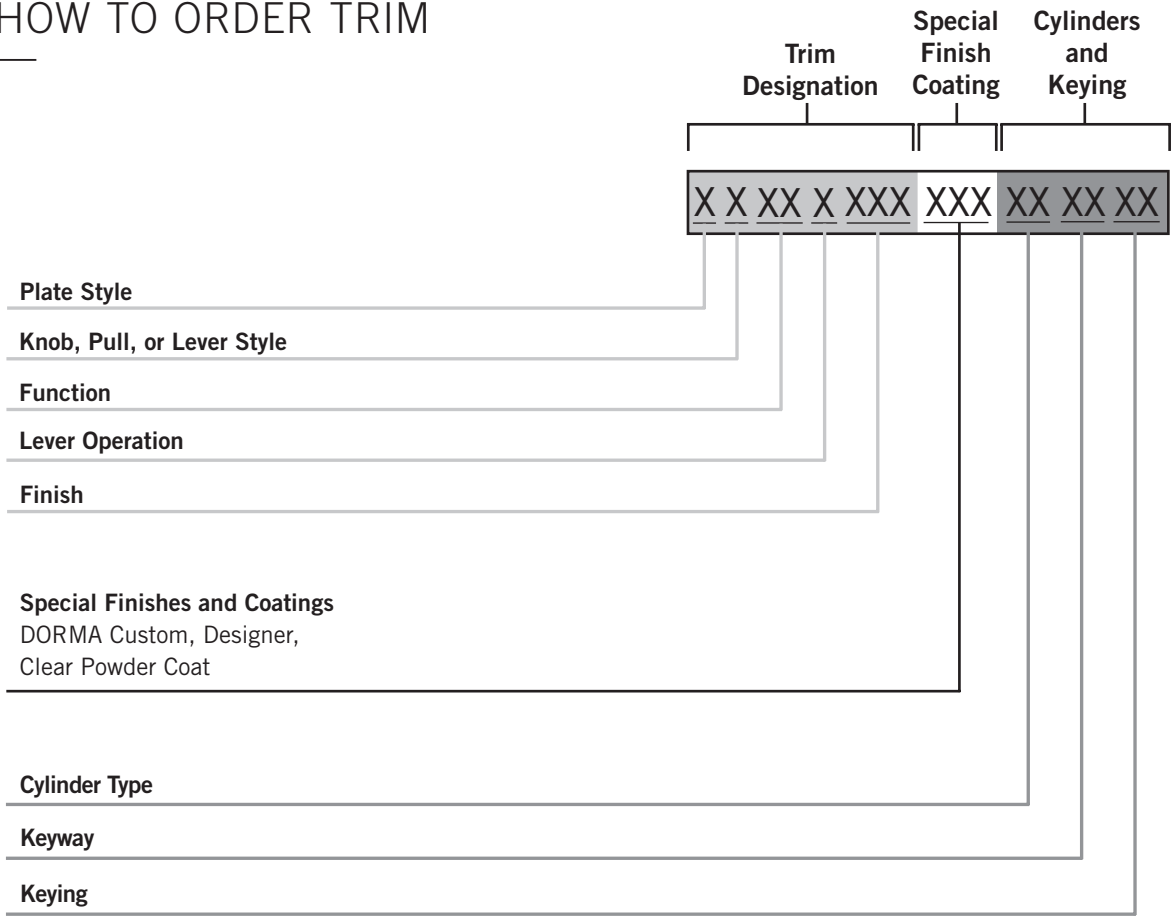 HOW TO ORDER TRIM
Trim
Designation
Special
Finish
Coating
Cylinders
and
Keying
X X XX X XXX XXX XX XX XX
Plate Style
Knob, Pull, or Lever Style
Function
Lever Operation
Finish
Special Finishes and Coatings
DORMA Custom, Designer,
Clear Powder Coat
Cylinder Type
Keyway
Keying